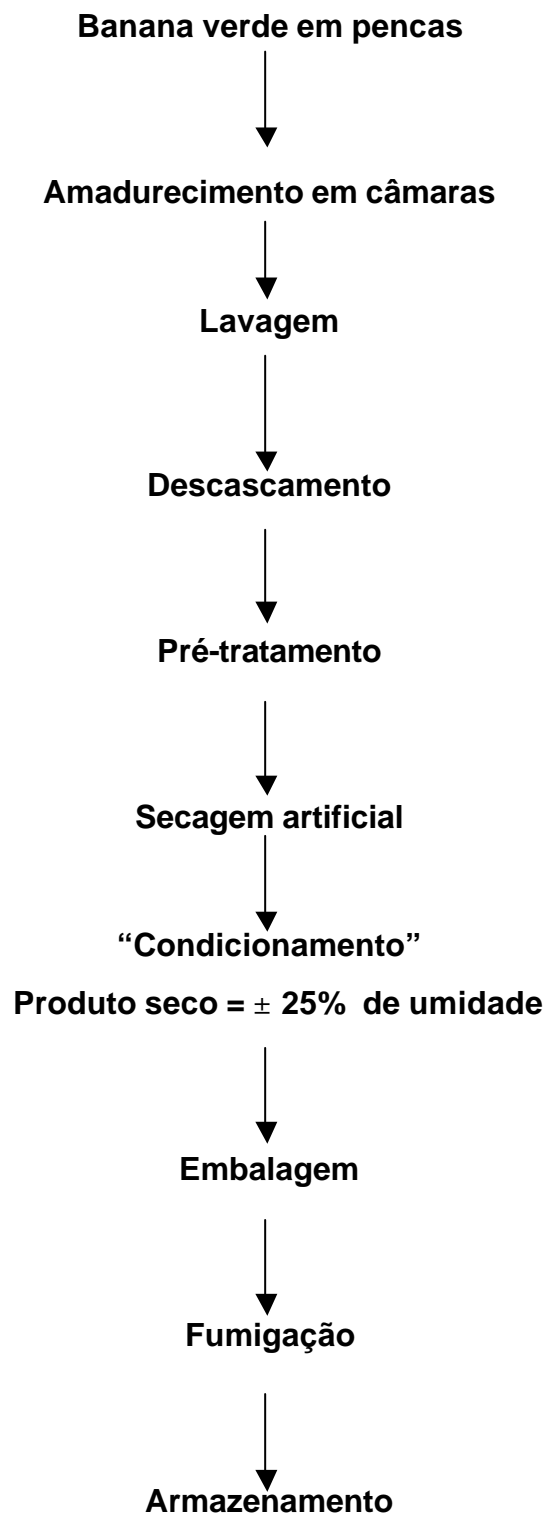 Banana verde em pencas
Amadurecimento em câmaras
Lavagem
Descascamento
Pré-tratamento
Secagem artificial
“Condicionamento”
Produto seco = ± 25% de umidade
Embalagem
Fumigação
Armazenamento